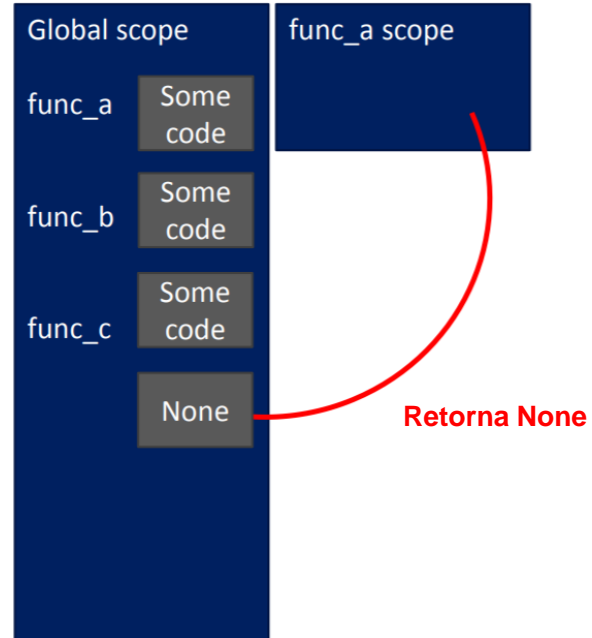 Global scope
func_a scope
func_a
Some
code
func_b
Some
code
func_c
Some
code
None
Retorna None